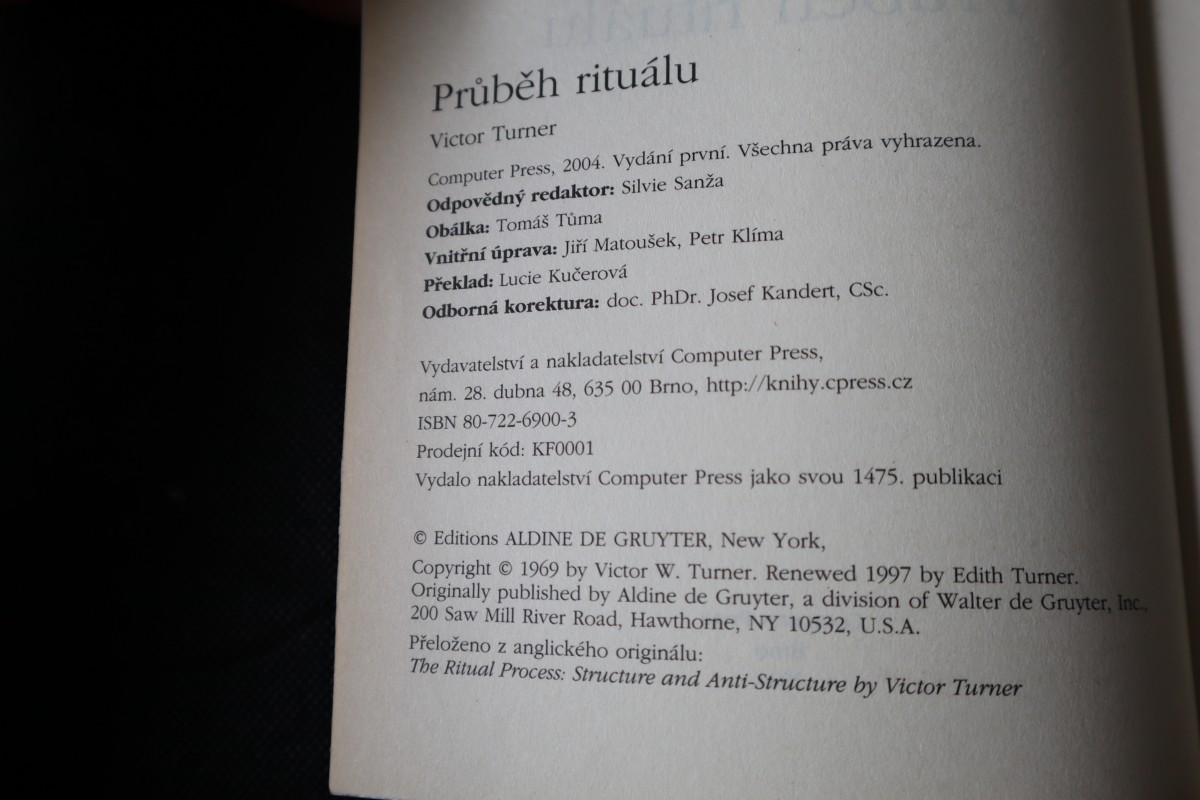 Průběh rituálu
Victor Turner
Computer Press, 2004. Vydání první. Všechna práva vyhrazena.
Odpovědný redaktor: Silvie Sanža
Obálka: Tomáš Tůma
Vnitřní úprava: Jiří Matoušek, Petr Klíma
Překlad: Lucie Kučerová
Odborná korektura: doc. PhDr. Josef Kandert, CSc.
Vydavatelství a nakladatelství Computer Press,
nám. 28. dubna 48, 635 00 Brno, http://knihy.cpress.cz
ISBN 80-722-6900-3
Prodejní kód: KF0001
Vydalo nakladatelství Computer Press jako svou 1475. publikaci
© Editions ALDINE DE GRUYTER, New York,
Copyright © 1969 by Victor W. Turner. Renewed 1997 by Edith Turner.
Originally published by Aldine de Gruyter, a division of Walter de Gruyter, Inc.,
200 Saw Mill River Road, Hawthorne, NY 10532, U.S.A.
Přeloženo z anglického originálu:
The Ritual Process: Structure and Anti-Structure by Victor Turner